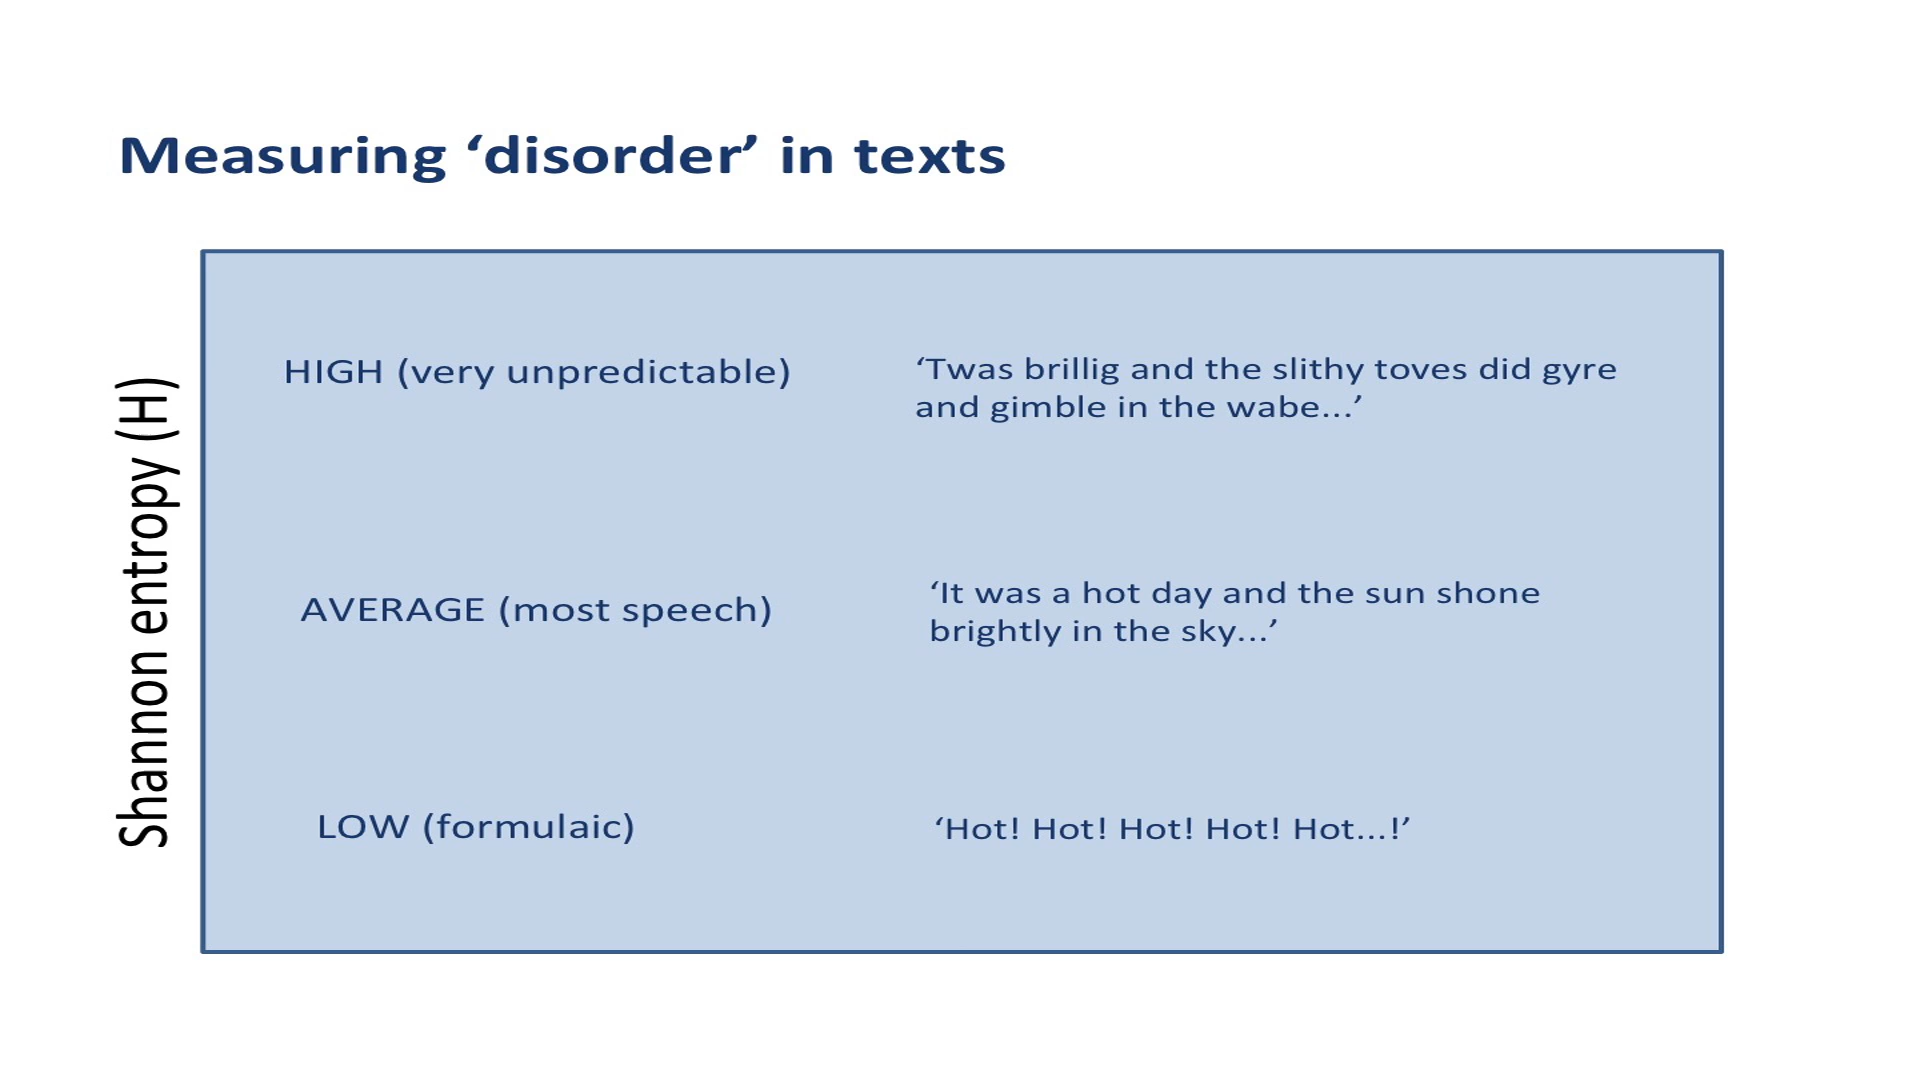 Measuring ‘disorder’ in texts
Shannon entropy (H)
HIGH (very unpredictable)
‘Twas brillig and the slithy toves did gyre
and gimble in the wabe...’
AVERAGE (most speech)
‘It was a hot day and the sun shone
brightly in the sky...’
LOW (formulaic)
‘Hot! Hot! Hot! Hot! Hot...!’